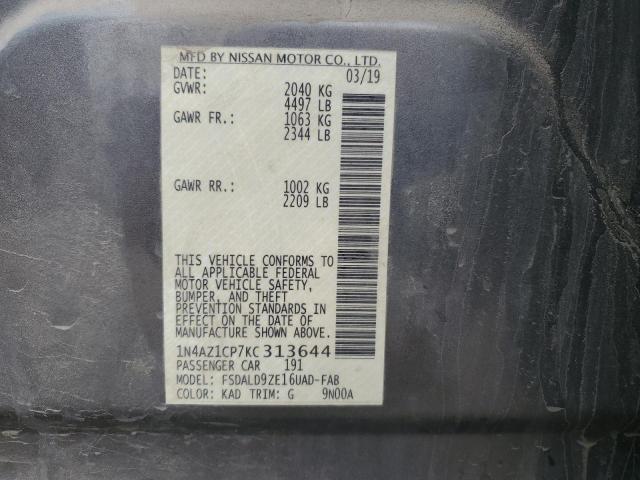 MFD BY NISSAN MOTOR CO., LTD.
DATE: 03/19
GVWR: 2040 KG
4497 LB
GAWR FR.: 1063 KG
2344 LB
GAWR RR.: 1002 KG
2209 LB
THIS VEHICLE CONFORMS TO
ALL APPLICABLE FEDERAL
MOTOR VEHICLE SAFETY,
BUMPER, AND THEFT
PREVENTION STANDARDS IN
EFFECT ON THE DATE OF
MANUFACTURE SHOWN ABOVE.
1N4AZ1CP7KC313644
PASSENGER CAR 191
MODEL: FSDALD9ZE16UAD-FAB
COLOR: KAD TRIM: G 9N00A